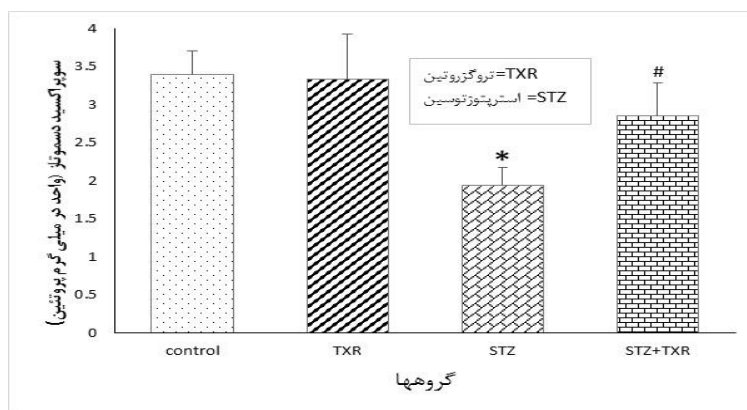 سوپراکسید دسموتاز (واحد در میلی گرم پروتئین)
4
3.5
3
2.5
2
1.5
1
0.5
0
TXR=تروگزروتین
STZ= استرپتوزتوسین
*
#
control
TXR
STZ
STZ+TXR
گروهها